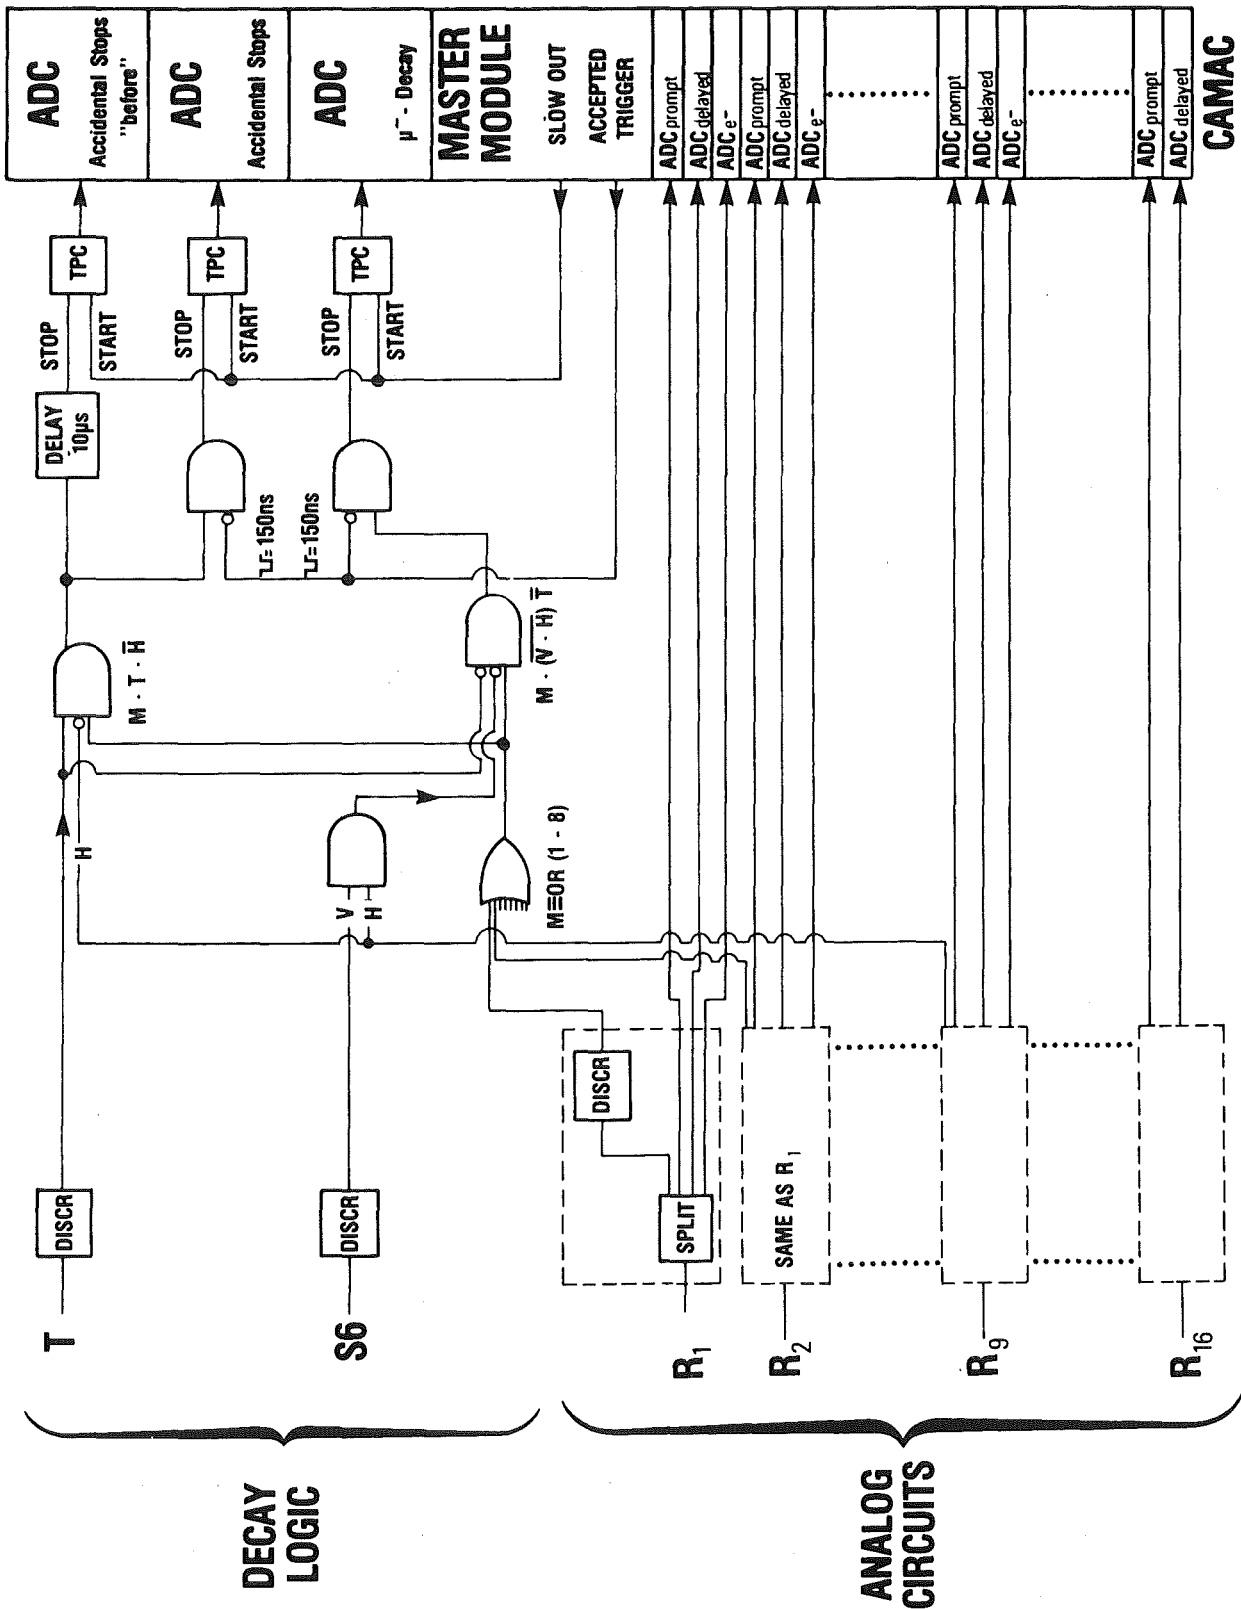 DECAY
LOGIC
T
DISCR
H
M · T · H̅
DELAY
10µs
STOP
START
TPC
ADC
Accidental Stops
"before"
STOP
START
TPC
ADC
Accidental Stops
=150ns
=150ns
S6
DISCR
V
H
M · (V̅ ·̅ H̅) T̅
STOP
START
TPC
ADC
µ⁻ - Decay
M≡OR (1 - 8)
MASTER
MODULE
SLOW OUT
ACCEPTED
TRIGGER
ANALOG
CIRCUITS
R₁
SPLIT
DISCR
ADC prompt
ADC delayed
ADC e⁻
R₂
SAME AS R₁
ADC prompt
ADC delayed
ADC e⁻
R₉
ADC prompt
ADC delayed
ADC e⁻
R₁₆
ADC prompt
ADC delayed
CAMAC